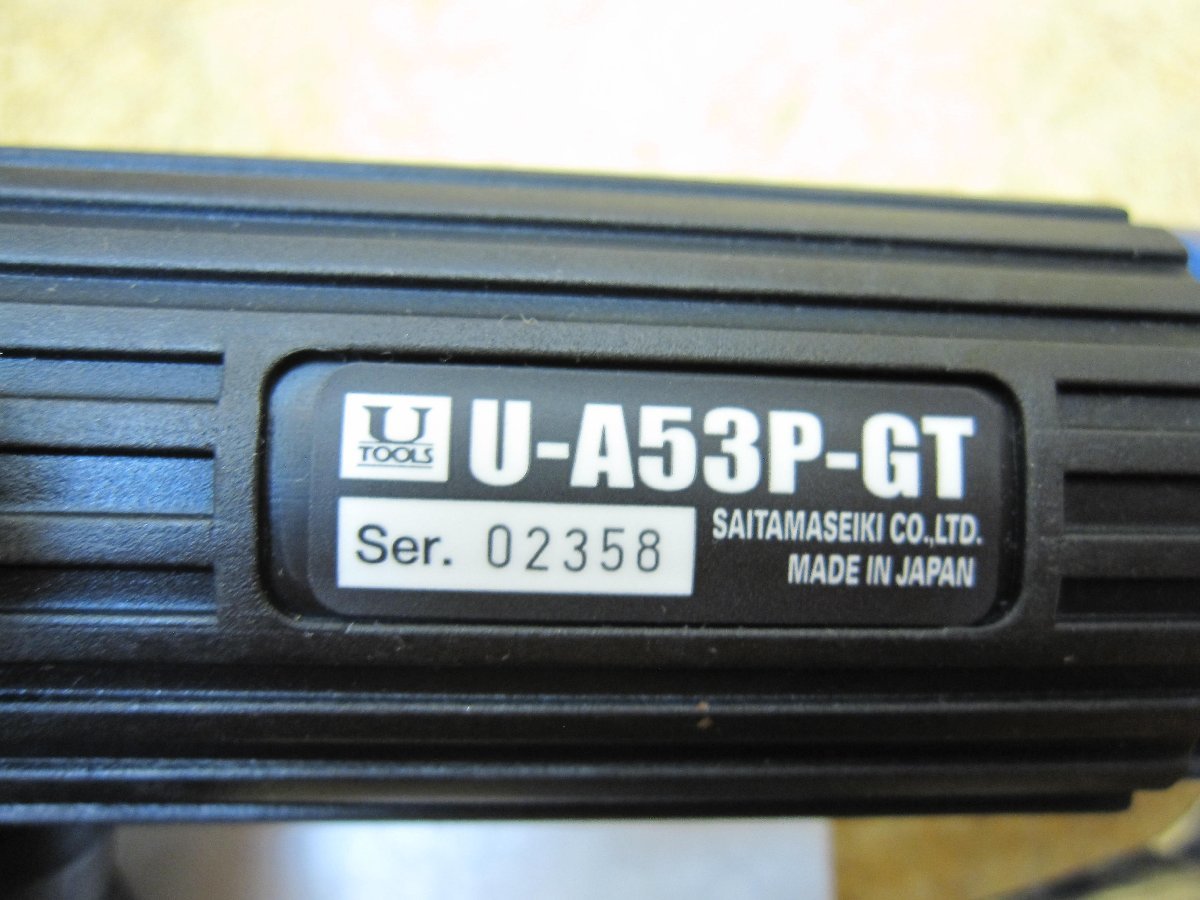 U
TOOLS
U-A53P-GT
Ser. 02358
SAITAMASEIKI CO.,LTD.
MADE IN JAPAN